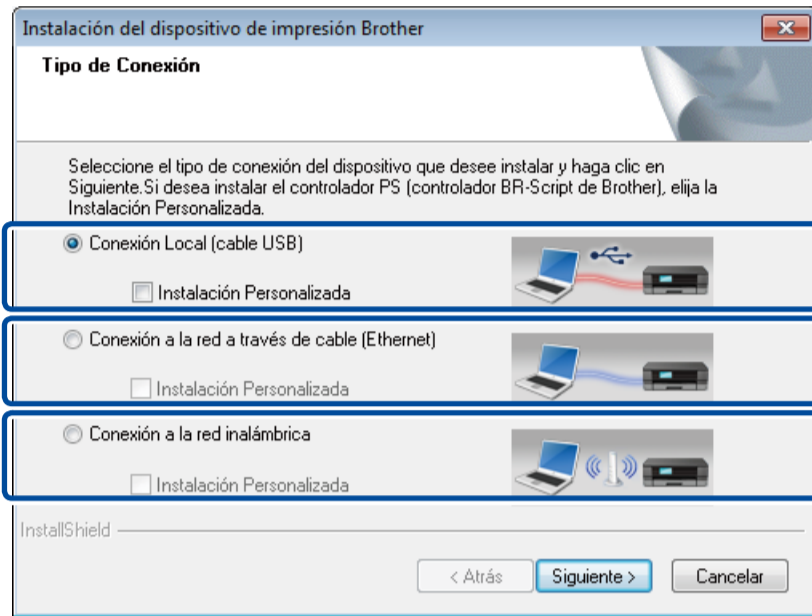 Instalación del dispositivo de impresión Brother
Tipo de Conexión
Seleccione el tipo de conexión del dispositivo que desee instalar y haga clic en
Siguiente.Si desea instalar el controlador PS (controlador BR-Script de Brother), elija la
Instalación Personalizada.
Conexión Local (cable USB)
Instalación Personalizada
Conexión a la red a través de cable (Ethernet)
Instalación Personalizada
Conexión a la red inalámbrica
Instalación Personalizada
InstallShield
< Atrás Siguiente > Cancelar